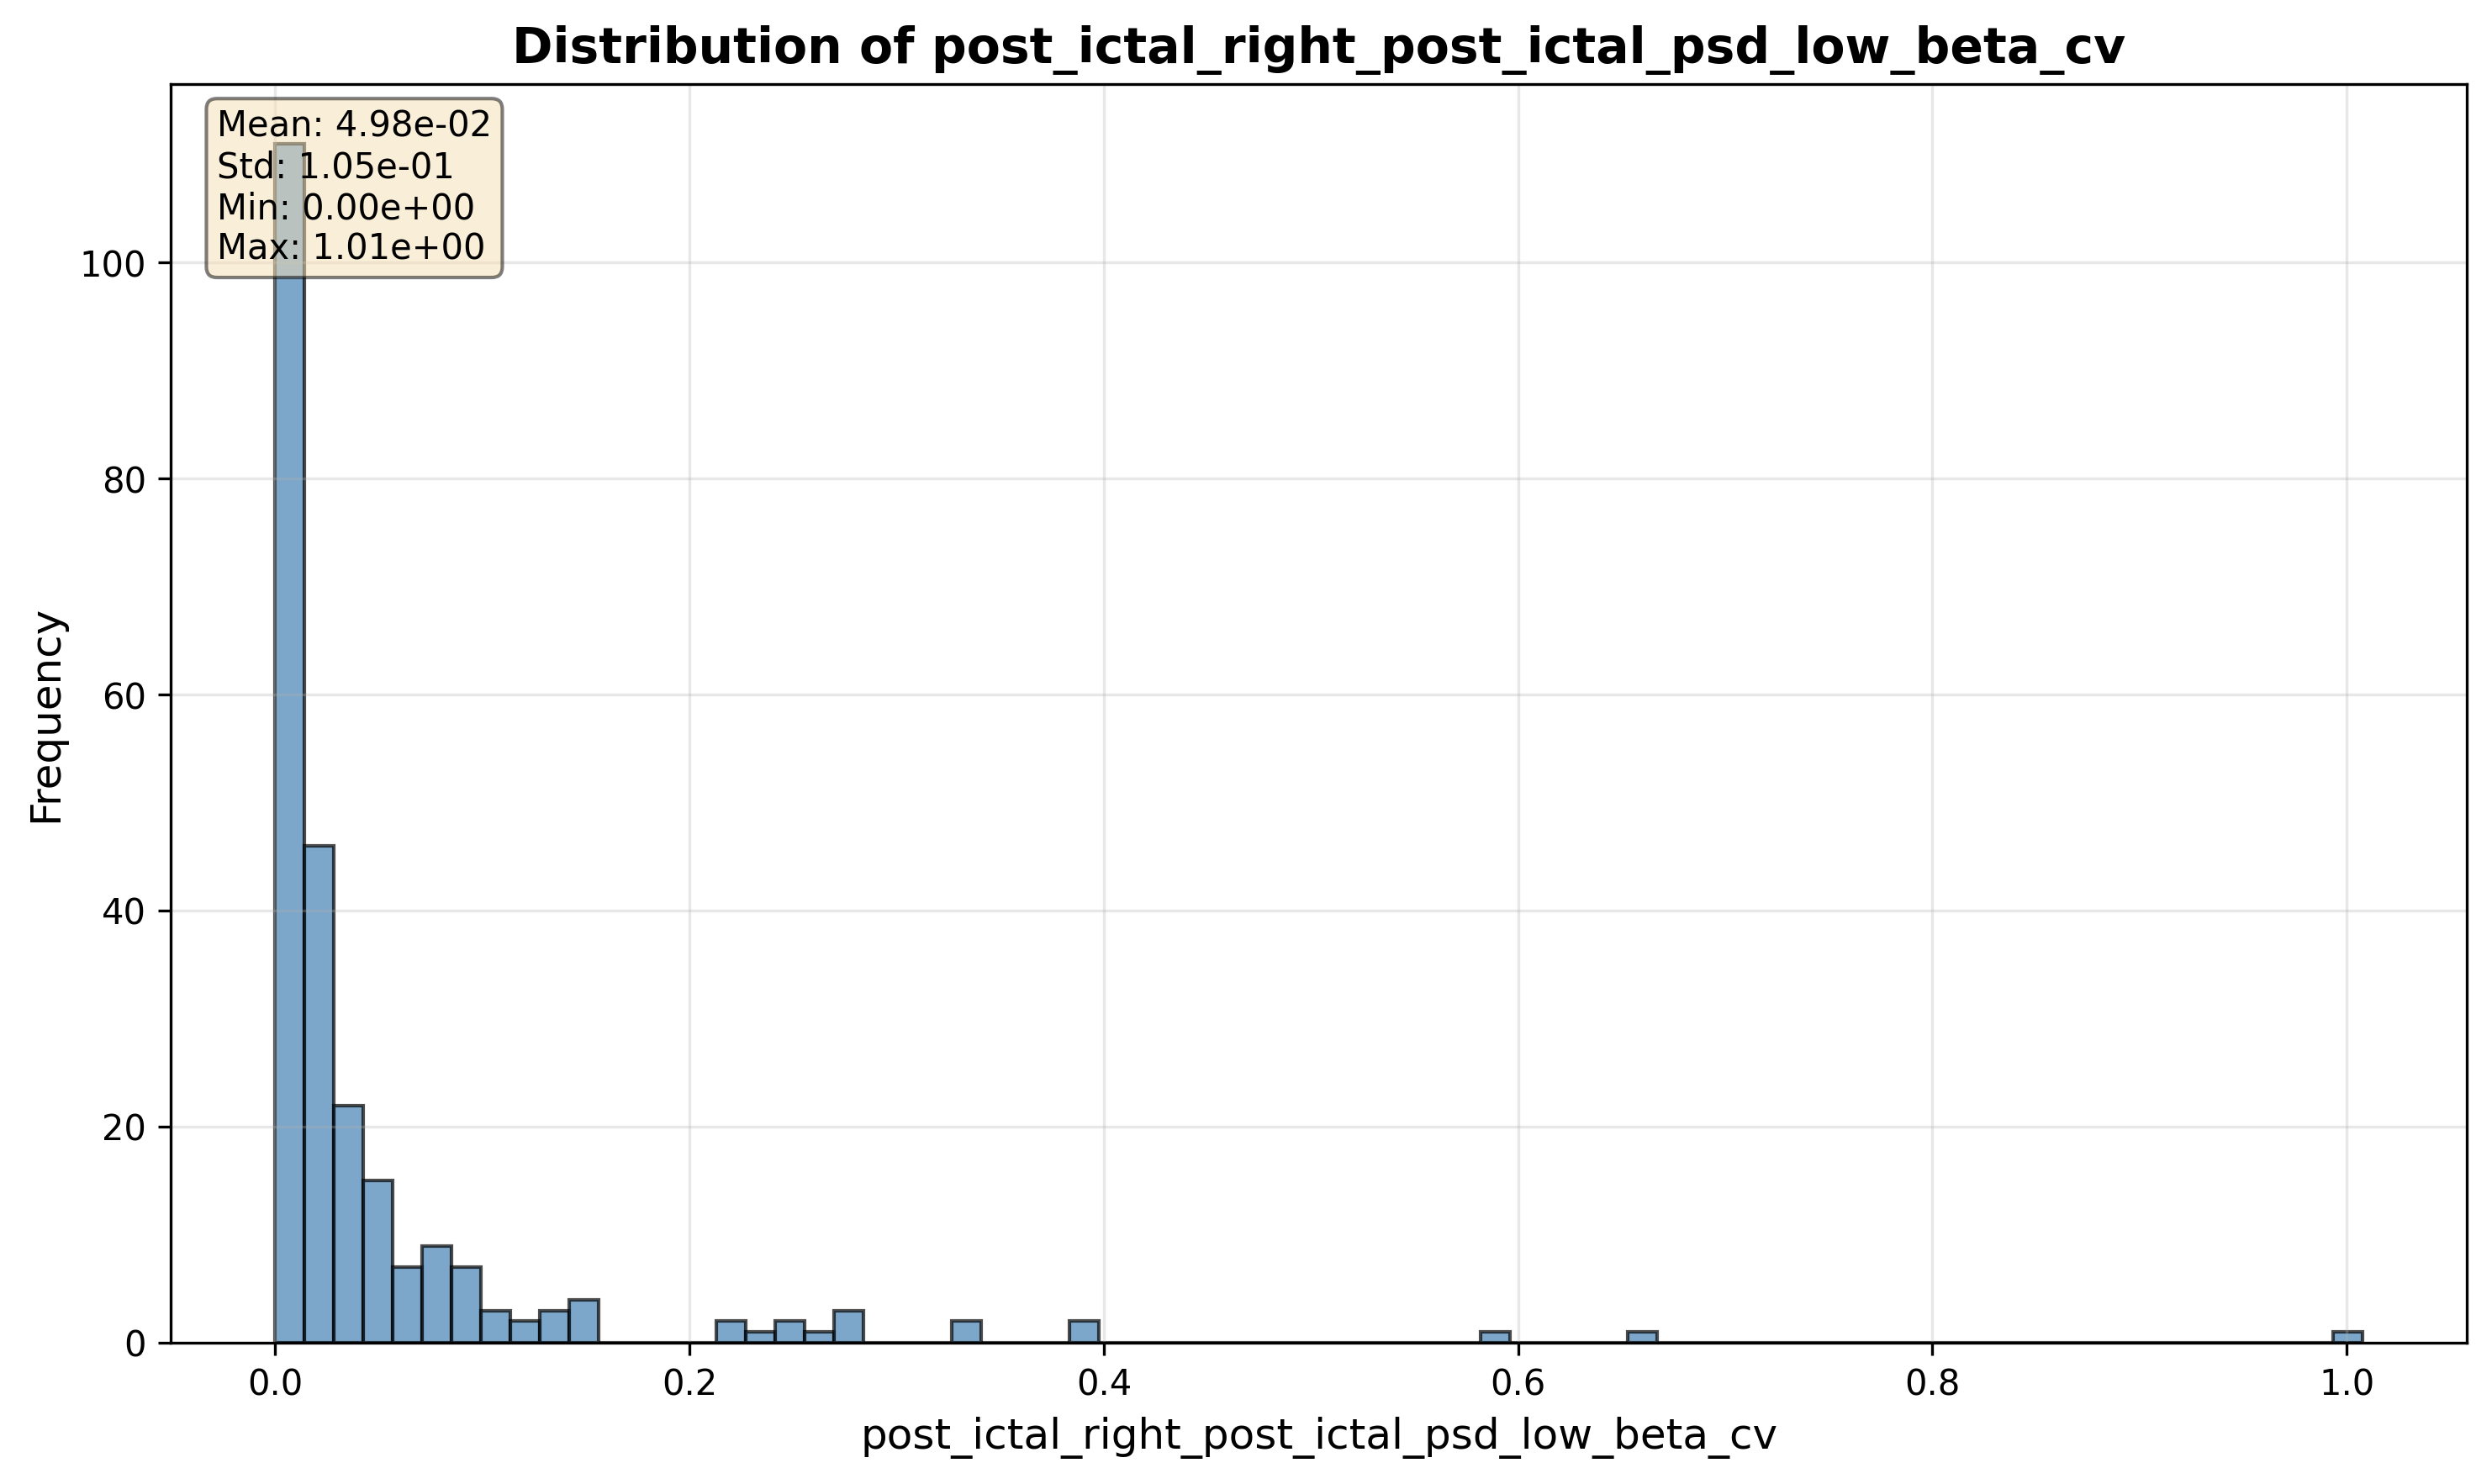 Distribution of post_ictal_right_post_ictal_psd_low_beta_cv
Mean: 4.98e-02
Std: 1.05e-01
Min: 0.00e+00
Max: 1.01e+00
Frequency
100
80
60
40
20
0
0.0 0.2 0.4 0.6 0.8 1.0
post_ictal_right_post_ictal_psd_low_beta_cv